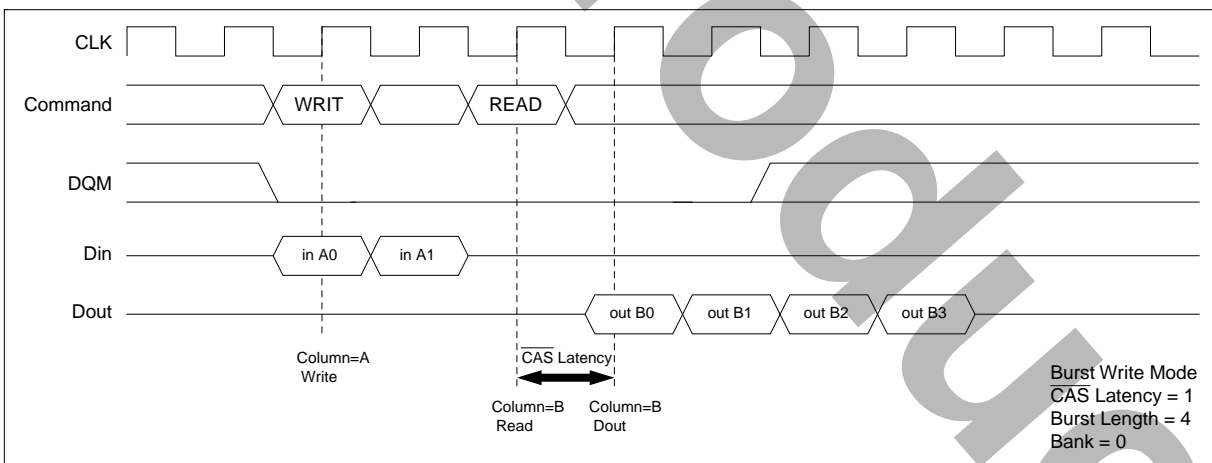 CLK
Command WRIT READ
DQM
Din in A0 in A1
Dout out B0 out B1 out B2 out B3
Column=A
Write
CAS Latency
Column=B
Read
Column=B
Dout
Burst Write Mode
CAS Latency = 1
Burst Length = 4
Bank = 0